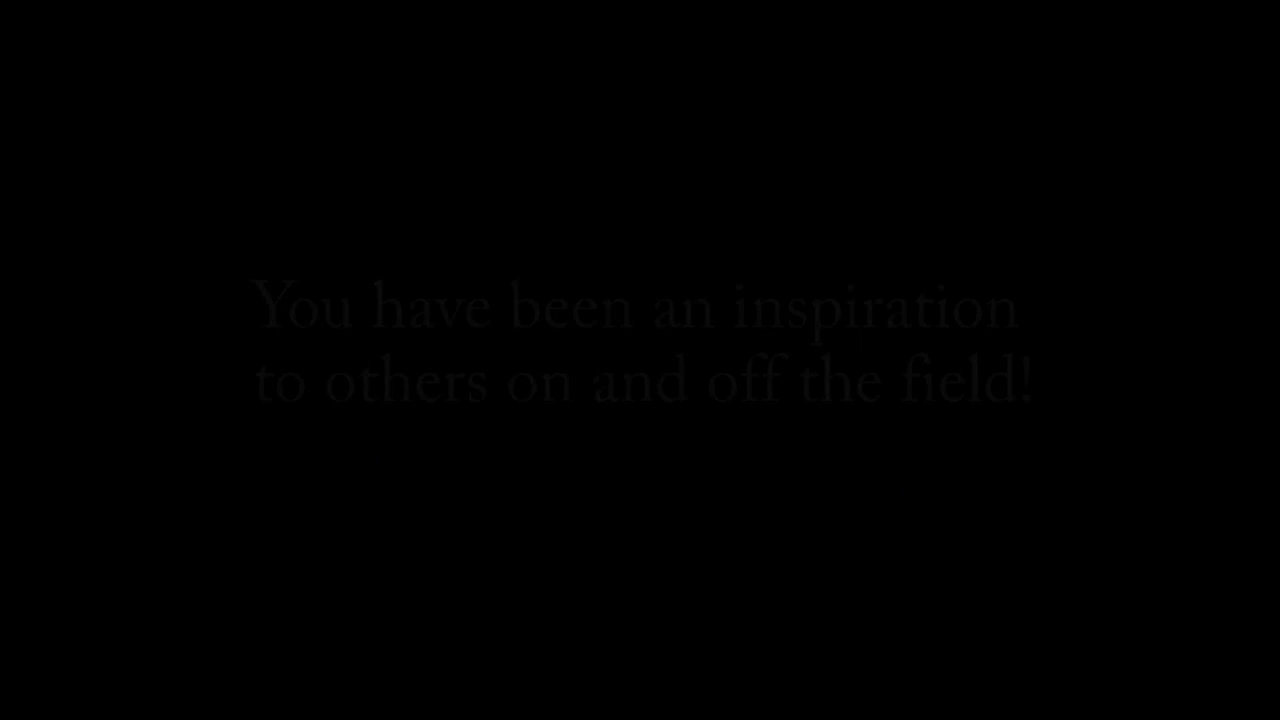 You have been an inspiration
to others on and off the field!